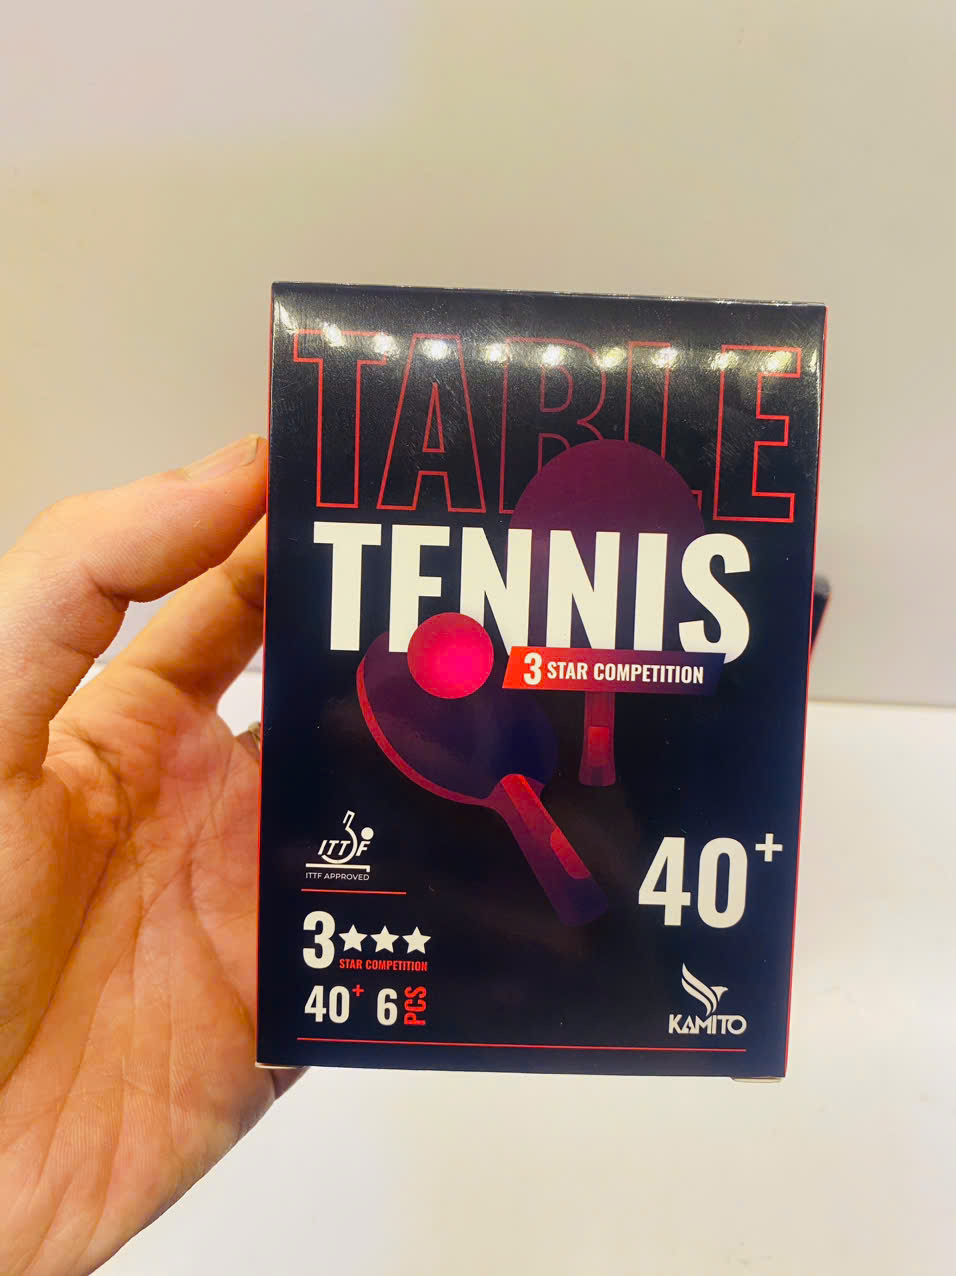 TABLE
TENNIS
3 STAR COMPETITION
ITTF
ITTF APPROVED
40+
3
STAR COMPETITION
40+ 6 PCS
KAMITO